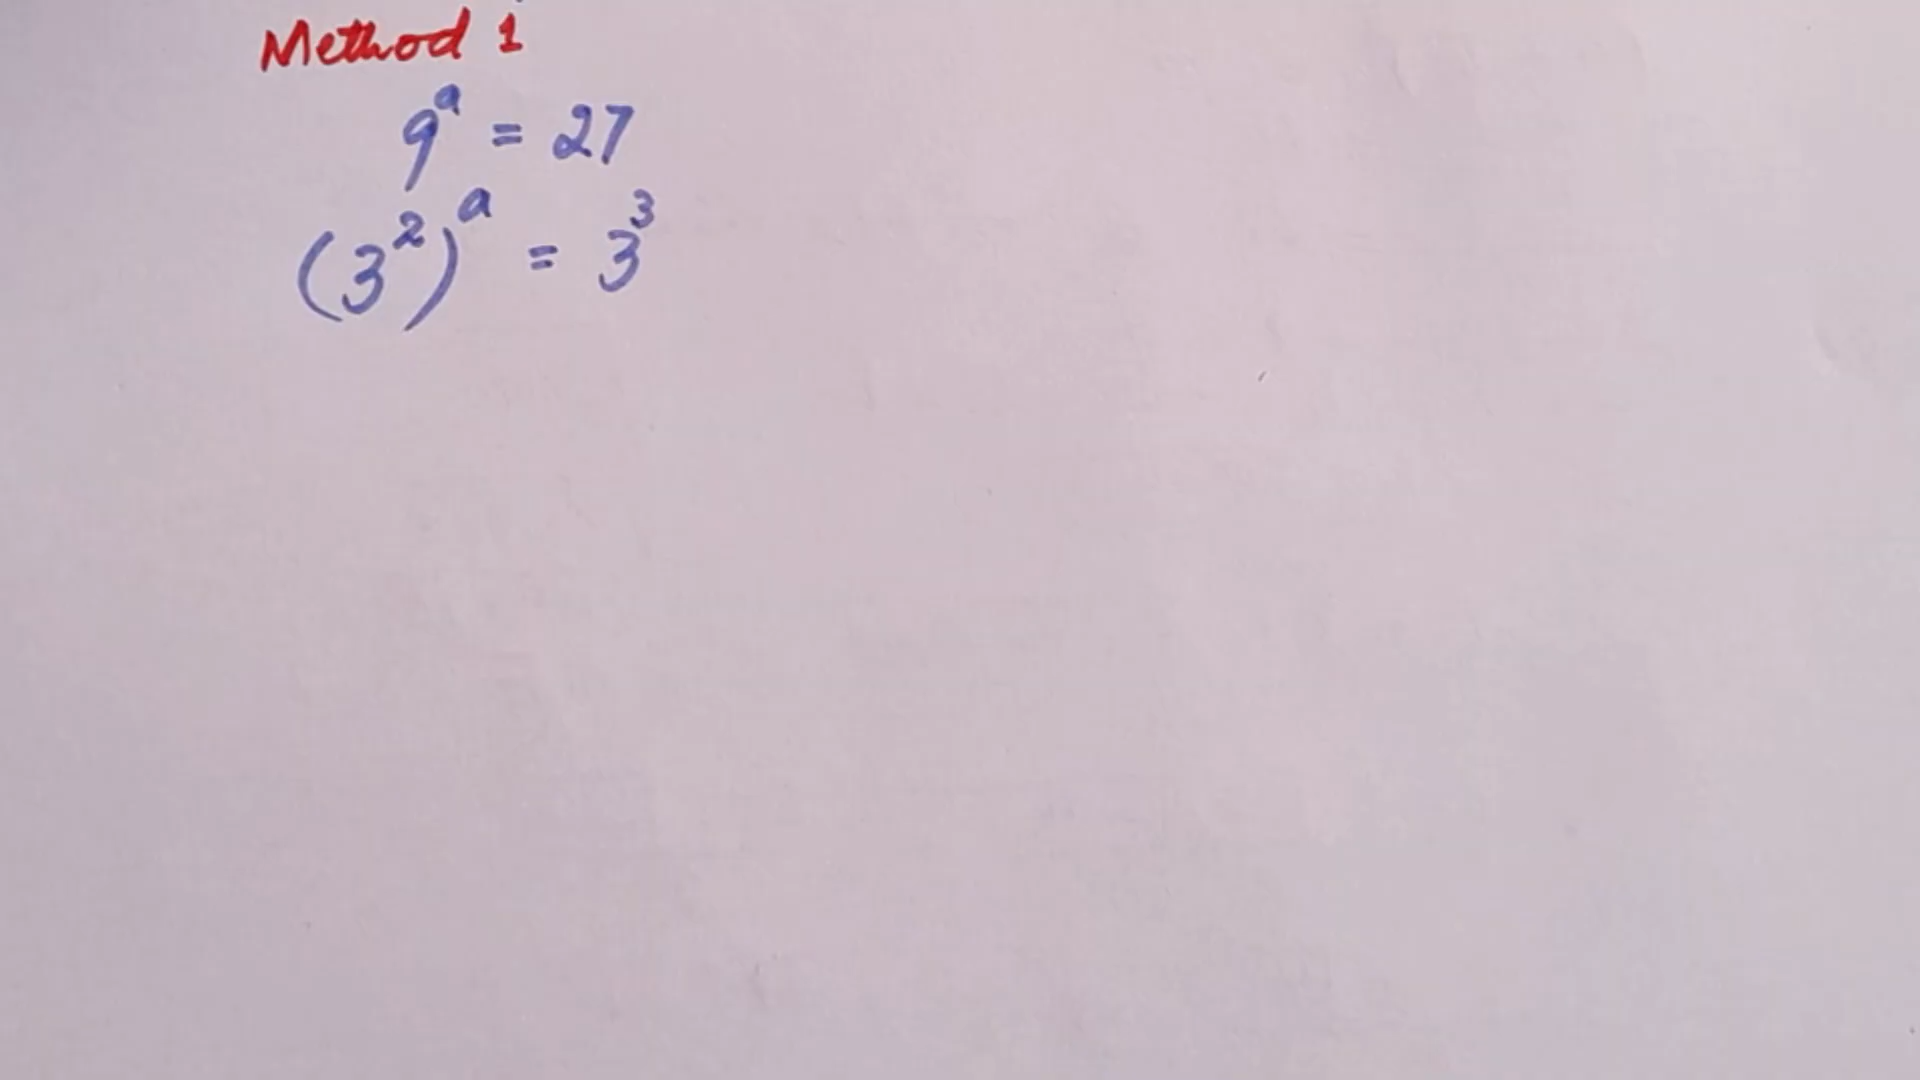 Method 1
9^a = 27
(3^2)^a = 3^3